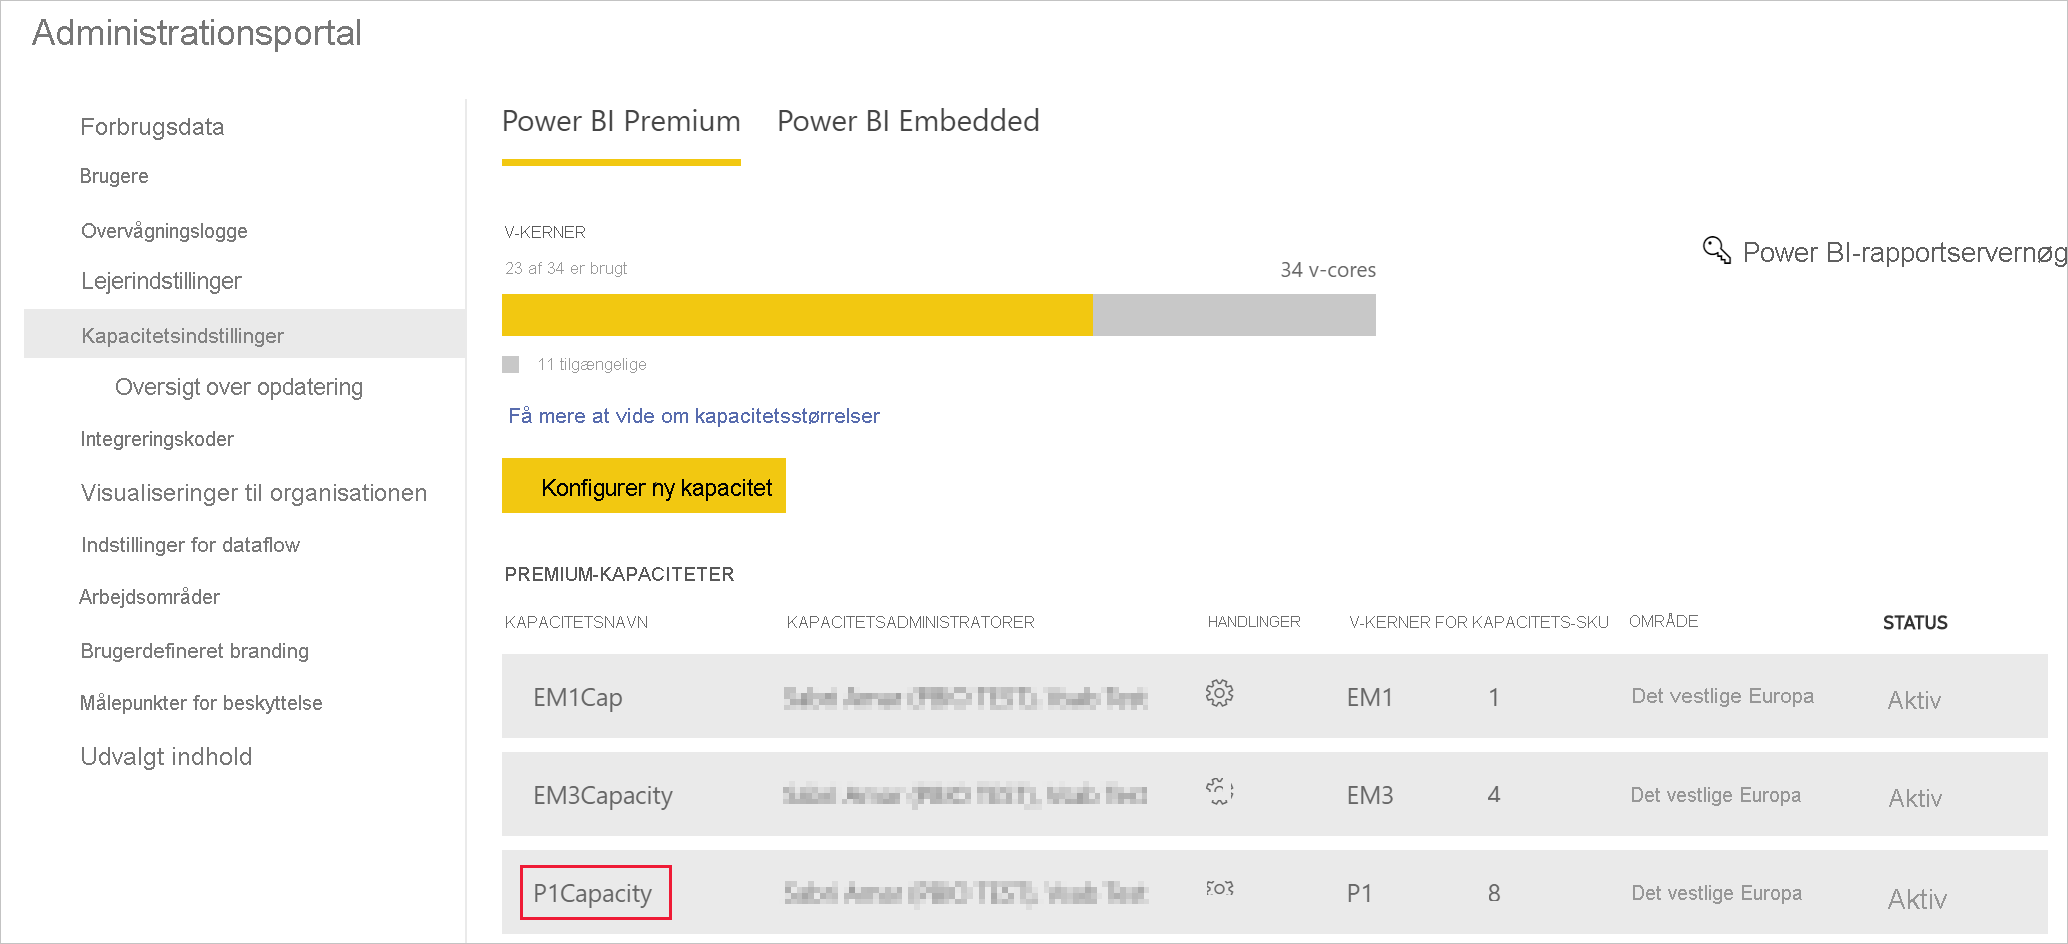 Administrationsportal
Forbrugsdata
Brugere
Overvågningslogge
Lejerindstillinger
Kapacitetsindstillinger
Oversigt over opdatering
Integreringskoder
Visualiseringer til organisationen
Indstillinger for dataflow
Arbejdsområder
Brugerdefineret branding
Målepunkter for beskyttelse
Udvalgt indhold
Power BI Premium Power BI Embedded
V-KERNER
23 af 34 er brugt 34 v-cores
Power BI-rapportservernøg
11 tilgængelige
Få mere at vide om kapacitetsstørrelser
Konfigurer ny kapacitet
PREMIUM-KAPACITETER
KAPACITETSNAVN KAPACITETSADMINISTRATORER HANDLINGER V-KERNER FOR KAPACITETS-SKU OMRÅDE STATUS
EM1Cap EM1 1 Det vestlige Europa Aktiv
EM3Capacity EM3 4 Det vestlige Europa Aktiv
P1Capacity P1 8 Det vestlige Europa Aktiv